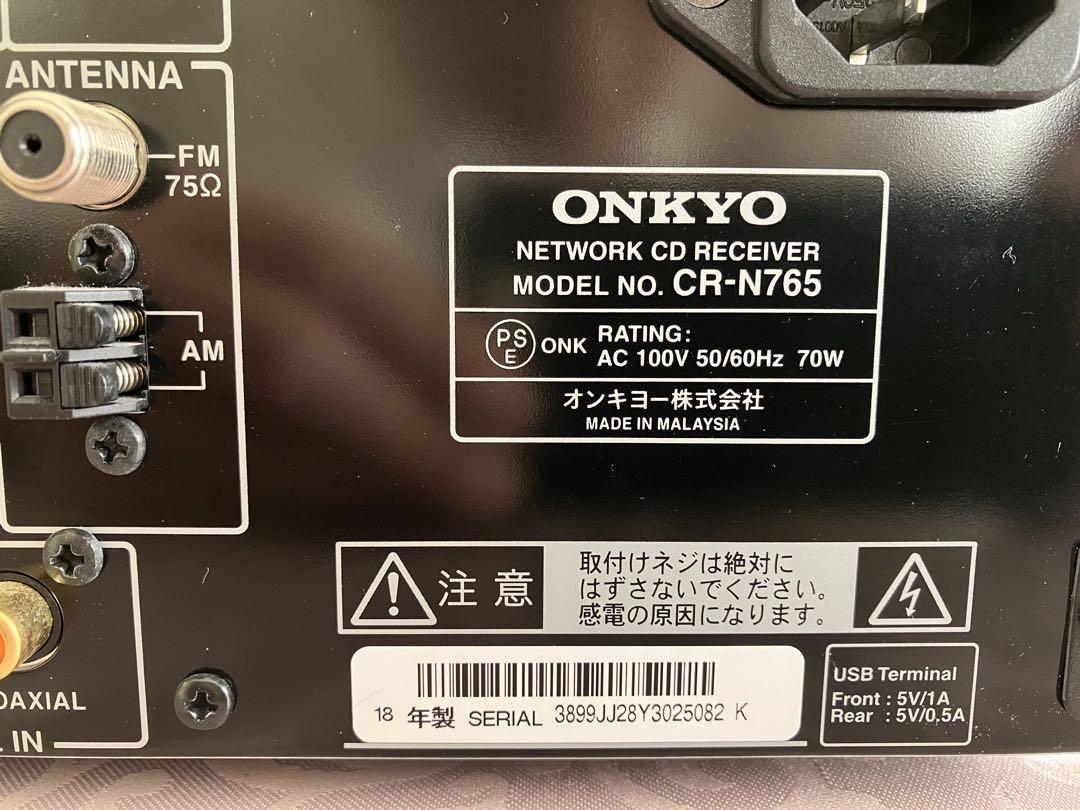 ANTENNA
FM
75Ω
AM
ONKYO
NETWORK CD RECEIVER
MODEL NO. CR-N765
PS
E
ONK
RATING:
AC 100V 50/60Hz 70W
オンキヨー株式会社
MADE IN MALAYSIA
注意
取付けネジは絶対に
はずさないでください。
感電の原因になります。
18 年製 SERIAL 3899JJ28Y3025082 K
USB Terminal
Front : 5V/1A
Rear : 5V/0.5A
OAXIAL
IN